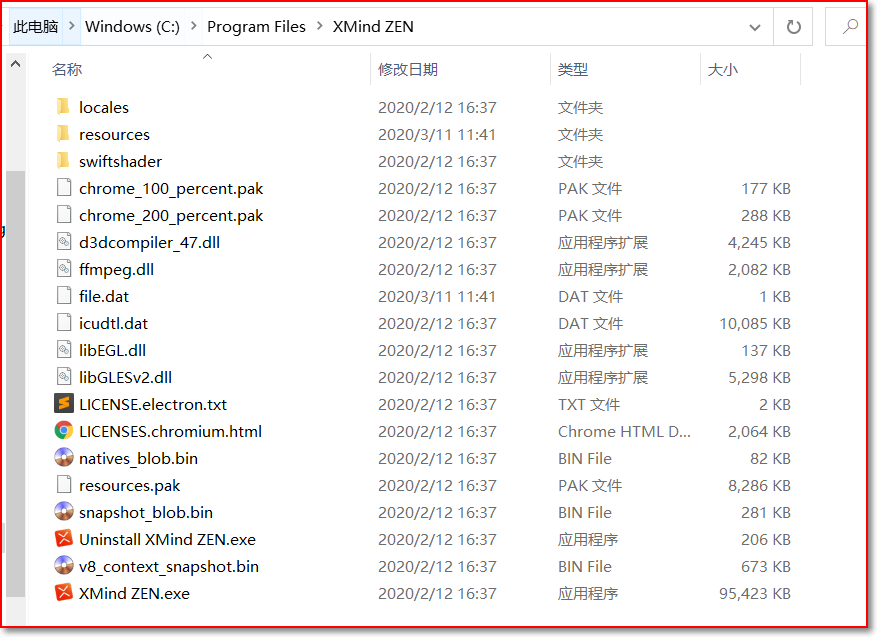 此电脑 > Windows (C:) > Program Files > XMind ZEN
名称 修改日期 类型 大小
locales 2020/2/12 16:37 文件夹
resources 2020/3/11 11:41 文件夹
swiftshader 2020/2/12 16:37 文件夹
chrome_100_percent.pak 2020/2/12 16:37 PAK 文件 177 KB
chrome_200_percent.pak 2020/2/12 16:37 PAK 文件 288 KB
d3dcompiler_47.dll 2020/2/12 16:37 应用程序扩展 4,245 KB
ffmpeg.dll 2020/2/12 16:37 应用程序扩展 2,082 KB
file.dat 2020/3/11 11:41 DAT 文件 1 KB
icudtl.dat 2020/2/12 16:37 DAT 文件 10,085 KB
libEGL.dll 2020/2/12 16:37 应用程序扩展 137 KB
libGLESv2.dll 2020/2/12 16:37 应用程序扩展 5,298 KB
LICENSE.electron.txt 2020/2/12 16:37 TXT 文件 2 KB
LICENSES.chromium.html 2020/2/12 16:37 Chrome HTML D... 2,064 KB
natives_blob.bin 2020/2/12 16:37 BIN File 82 KB
resources.pak 2020/2/12 16:37 PAK 文件 8,286 KB
snapshot_blob.bin 2020/2/12 16:37 BIN File 281 KB
Uninstall XMind ZEN.exe 2020/2/12 16:37 应用程序 206 KB
v8_context_snapshot.bin 2020/2/12 16:37 BIN File 673 KB
XMind ZEN.exe 2020/2/12 16:37 应用程序 95,423 KB